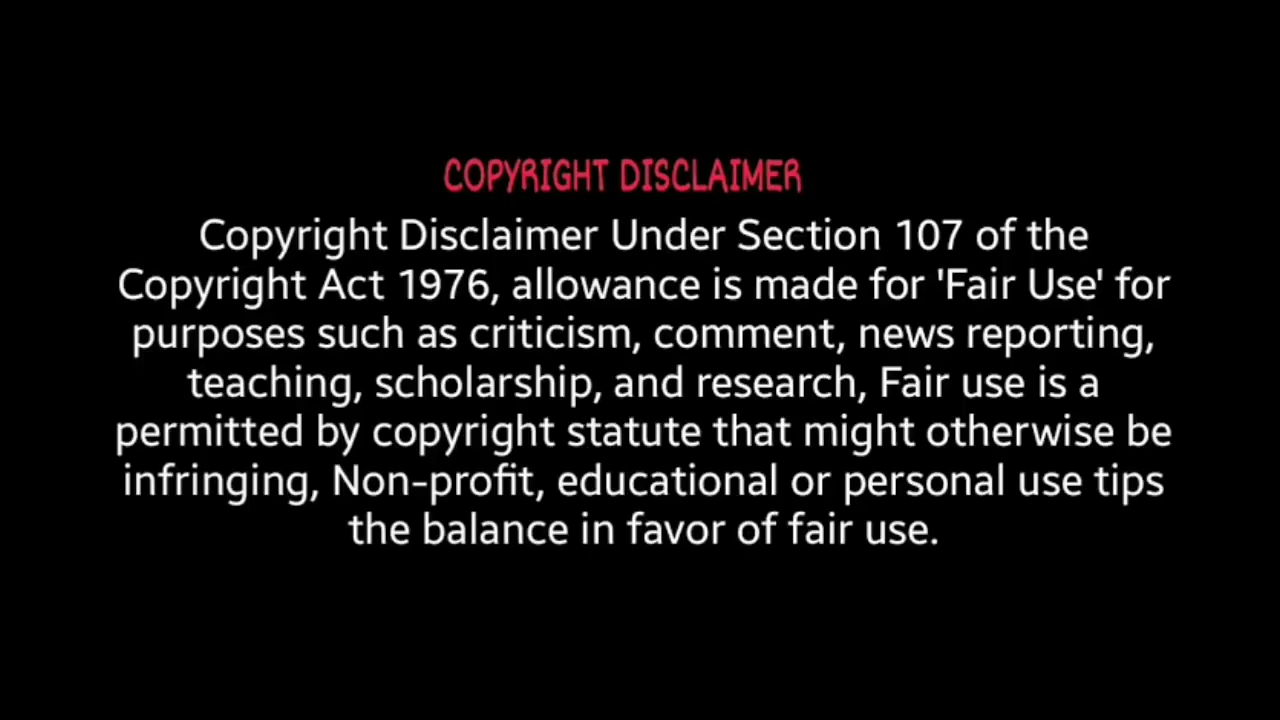 COPYRIGHT DISCLAIMER
Copyright Disclaimer Under Section 107 of the
Copyright Act 1976, allowance is made for 'Fair Use' for
purposes such as criticism, comment, news reporting,
teaching, scholarship, and research, Fair use is a
permitted by copyright statute that might otherwise be
infringing, Non-profit, educational or personal use tips
the balance in favor of fair use.